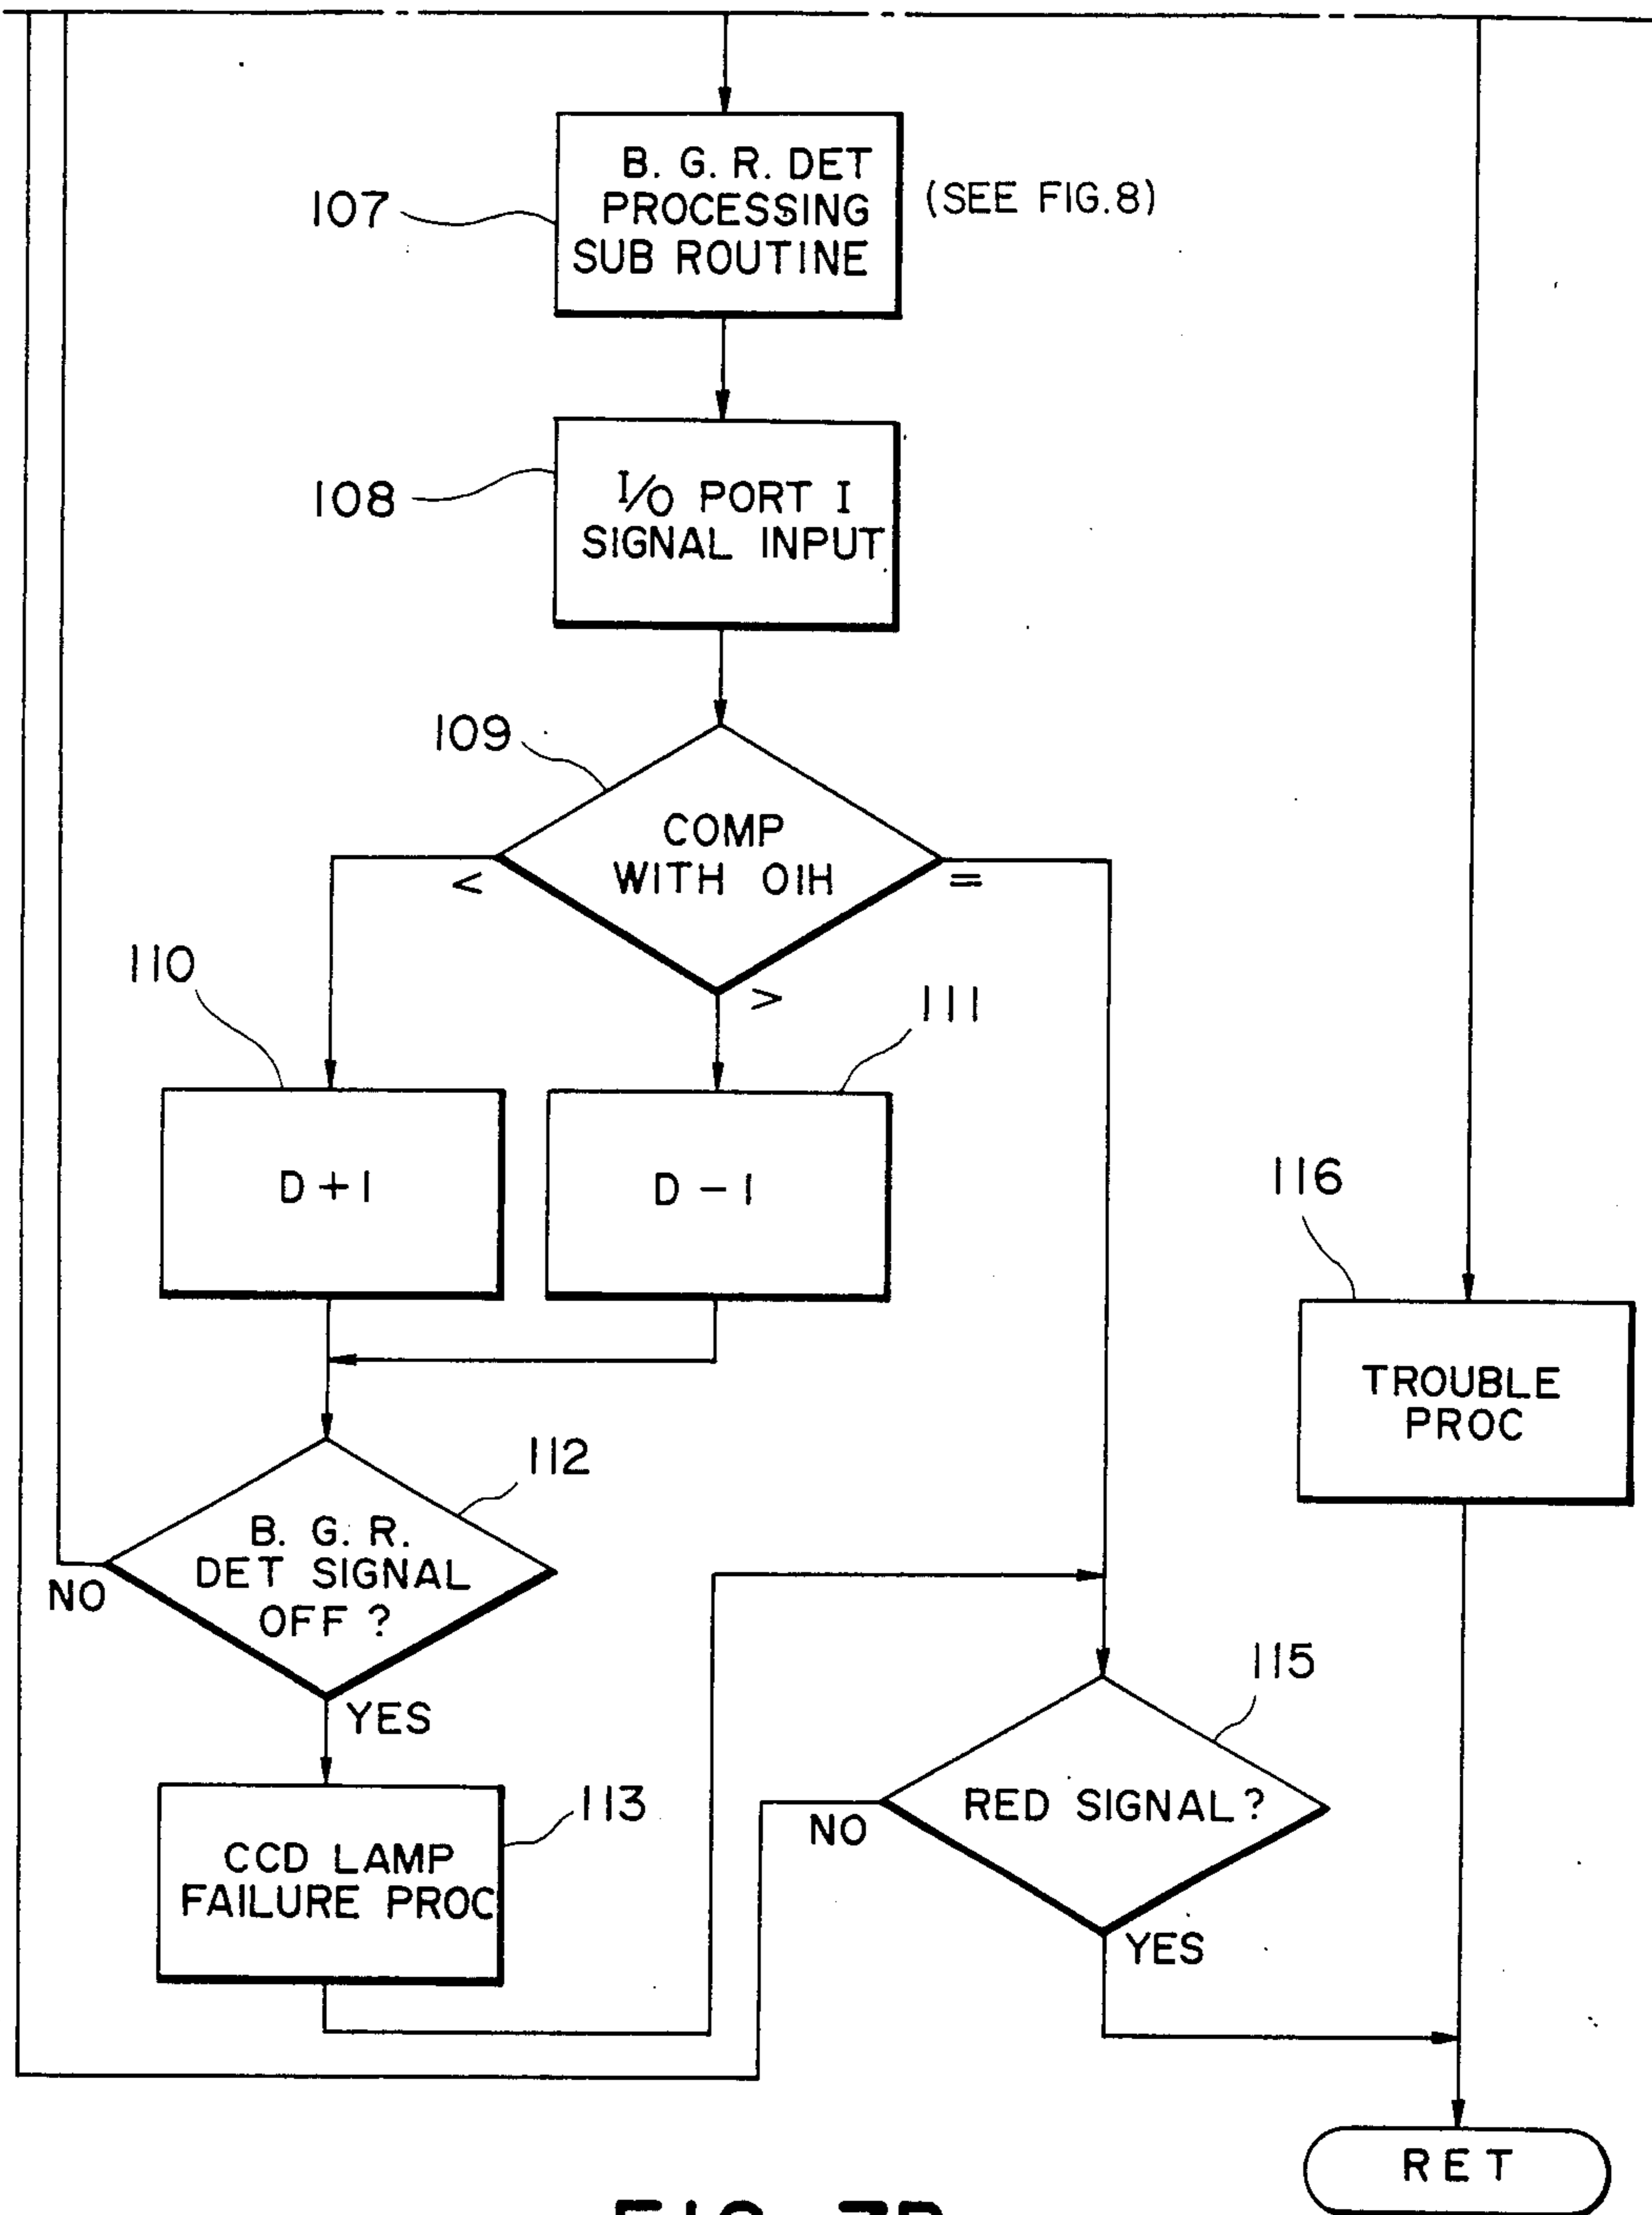 B. G. R. DET
PROCESSING
SUB ROUTINE
(SEE FIG.8)
107
I/O PORT I
SIGNAL INPUT
108
109
COMP
WITH 01H
<
=
>
110
111
D+1
D-1
116
TROUBLE
PROC
112
B. G. R.
DET SIGNAL
OFF?
NO
YES
115
RED SIGNAL?
NO
YES
113
CCD LAMP
FAILURE PROC
RET